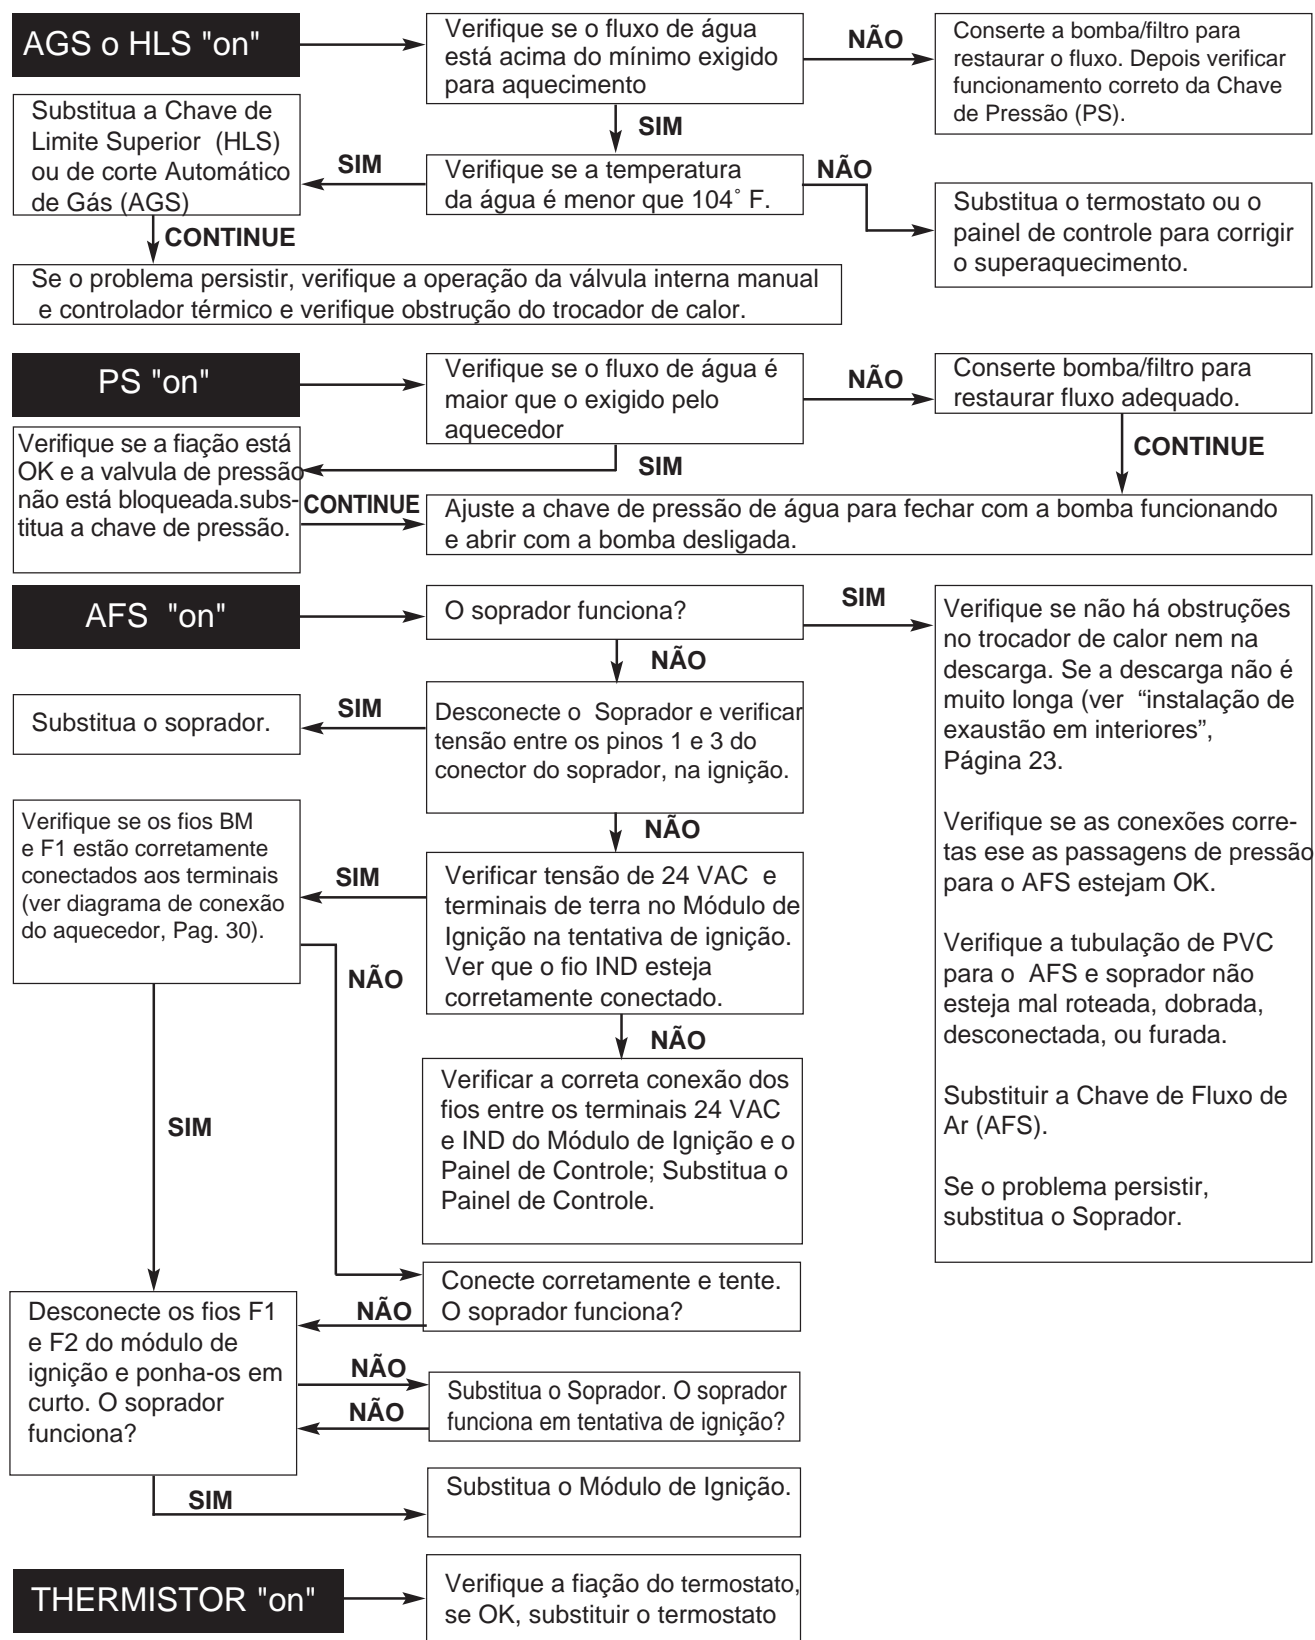 AGS o HLS "on"
Verifique se o fluxo de água
está acima do mínimo exigido
para aquecimento
NÃO
Conserte a bomba/filtro para
restaurar o fluxo. Depois verificar
funcionamento correto da Chave
de Pressão (PS).
SIM
Verifique se a temperatura
da água é menor que 104˚ F.
SIM
Substitua a Chave de
Limite Superior (HLS)
ou de corte Automático
de Gás (AGS)
NÃO
Substitua o termostato ou o
painel de controle para corrigir
o superaquecimento.
CONTINUE
Se o problema persistir, verifique a operação da válvula interna manual
e controlador térmico e verifique obstrução do trocador de calor.
PS "on"
Verifique se o fluxo de água é
maior que o exigido pelo
aquecedor
NÃO
Conserte bomba/filtro para
restaurar fluxo adequado.
SIM
CONTINUE
Verifique se a fiação está
OK e a valvula de pressão
não está bloqueada.subs-
titua a chave de pressão.
CONTINUE
Ajuste a chave de pressão de água para fechar com a bomba funcionando
e abrir com a bomba desligada.
AFS "on"
O soprador funciona?
SIM
Verifique se não há obstruções
no trocador de calor nem na
descarga. Se a descarga não é
muito longa (ver “instalação de
exaustão em interiores”,
Página 23.
Verifique se as conexões corre-
tas ese as passagens de pressão
para o AFS estejam OK.
Verifique a tubulação de PVC
para o AFS e soprador não
esteja mal roteada, dobrada,
desconectada, ou furada.
Substituir a Chave de Fluxo de
Ar (AFS).
Se o problema persistir,
substitua o Soprador.
NÃO
Desconecte o Soprador e verificar
tensão entre os pinos 1 e 3 do
conector do soprador, na ignição.
SIM
Substitua o soprador.
NÃO
Verificar tensão de 24 VAC e
terminais de terra no Módulo de
Ignição na tentativa de ignição.
Ver que o fio IND esteja
corretamente conectado.
SIM
Verifique se os fios BM
e F1 estão corretamente
conectados aos terminais
(ver diagrama de conexão
do aquecedor, Pag. 30).
NÃO
NÃO
Verificar a correta conexão dos
fios entre os terminais 24 VAC
e IND do Módulo de Ignição e o
Painel de Controle; Substitua o
Painel de Controle.
SIM
Conecte corretamente e tente.
O soprador funciona?
NÃO
Desconecte os fios F1
e F2 do módulo de
ignição e ponha-os em
curto. O soprador
funciona?
NÃO
Substitua o Soprador. O soprador
funciona em tentativa de ignição?
NÃO
SIM
Substitua o Módulo de Ignição.
THERMISTOR "on"
Verifique a fiação do termostato,
se OK, substituir o termostato